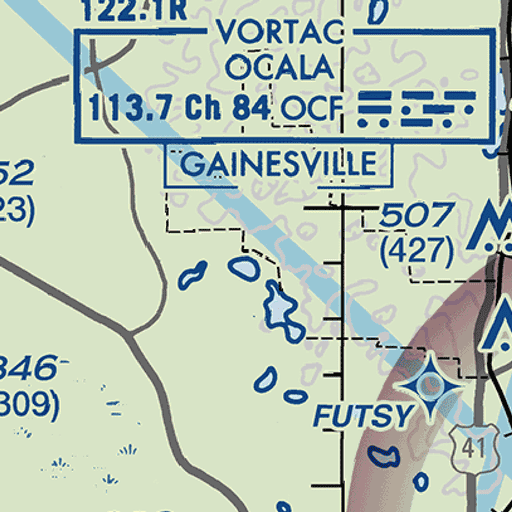 122.1R
VORTAC
OCALA
113.7 Ch 84 OCF
GAINESVILLE
52
23)
507
(427)
346
309)
FUTSY
41